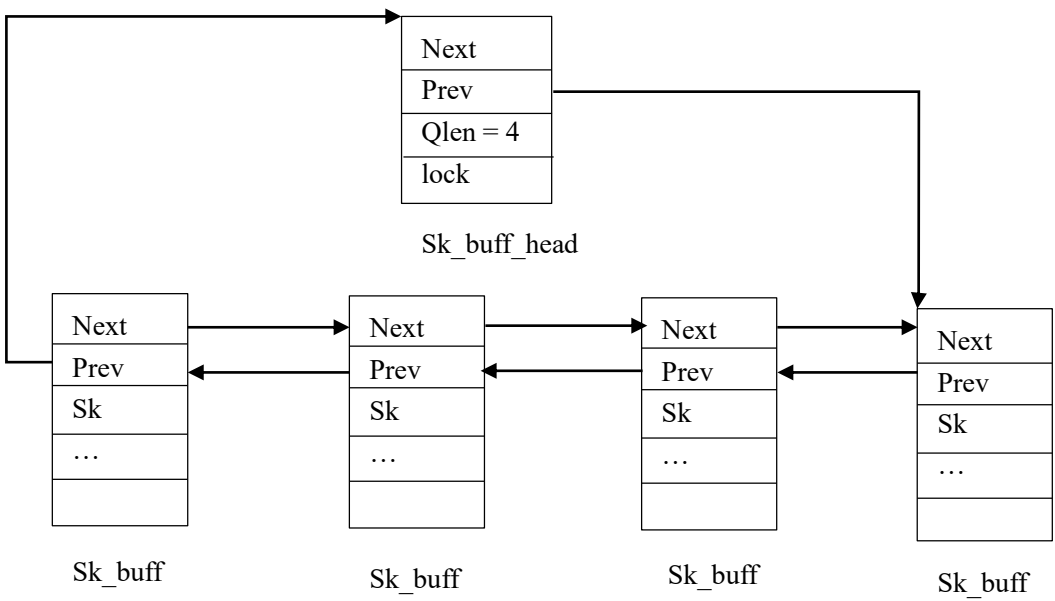 Next
Prev
Qlen = 4
lock
Sk_buff_head
Next
Prev
Sk
…
Sk_buff
Next
Prev
Sk
…
Sk_buff
Next
Prev
Sk
…
Sk_buff
Next
Prev
Sk
…
Sk_buff